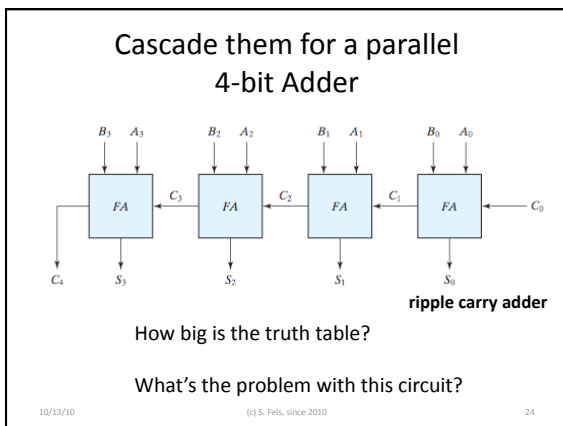 Cascade them for a parallel
4-bit Adder
B₃ A₃ B₂ A₂ B₁ A₁ B₀ A₀
FA C₃ FA C₂ FA C₁ FA C₀
C₄ S₃ S₂ S₁ S₀
ripple carry adder
How big is the truth table?
What's the problem with this circuit?
10/13/10 (c) S. Fels, since 2010 24